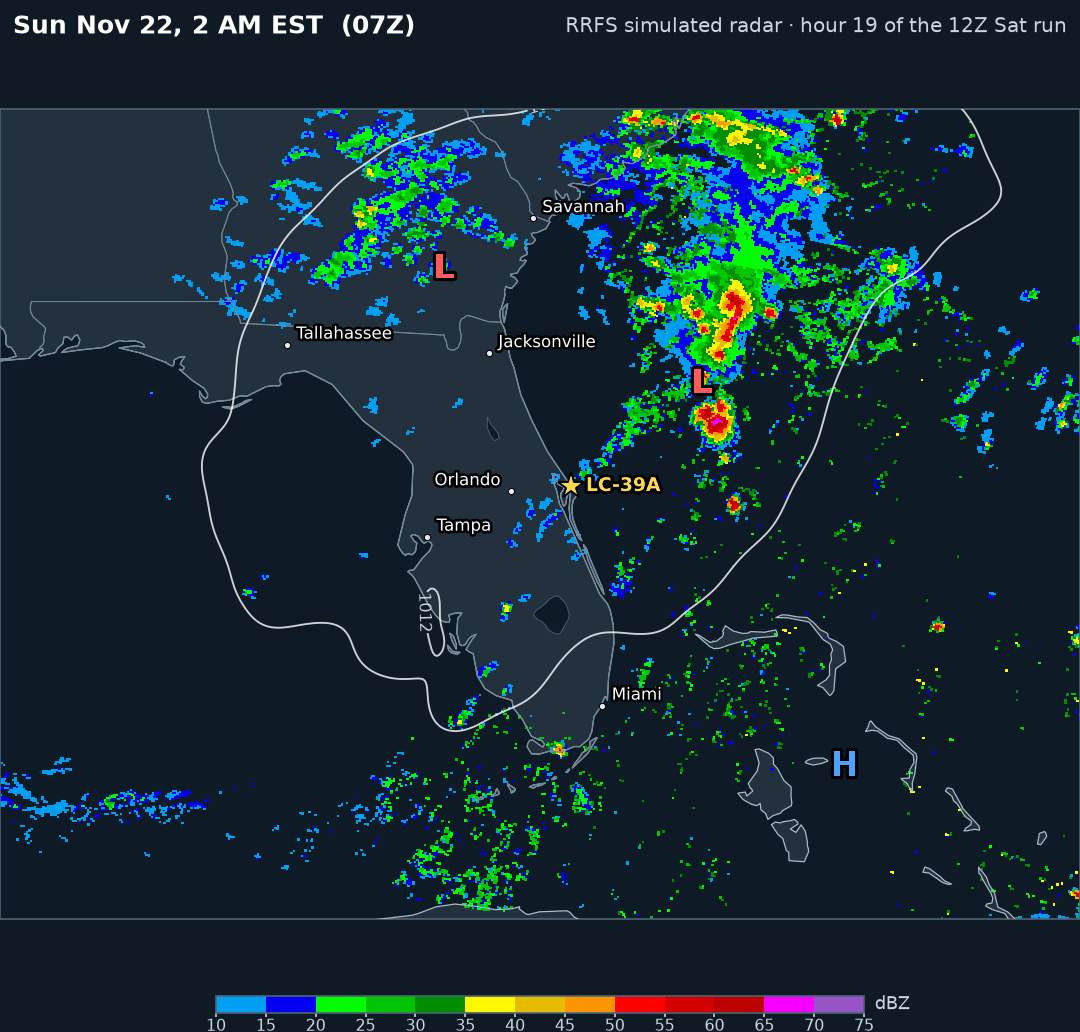 Sun Nov 22, 2 AM EST (07Z)
RRFS simulated radar · hour 19 of the 12Z Sat run
Savannah
L
Tallahassee
Jacksonville
L
Orlando
LC-39A
Tampa
1012
Miami
H
dBZ
10 15 20 25 30 35 40 45 50 55 60 65 70 75